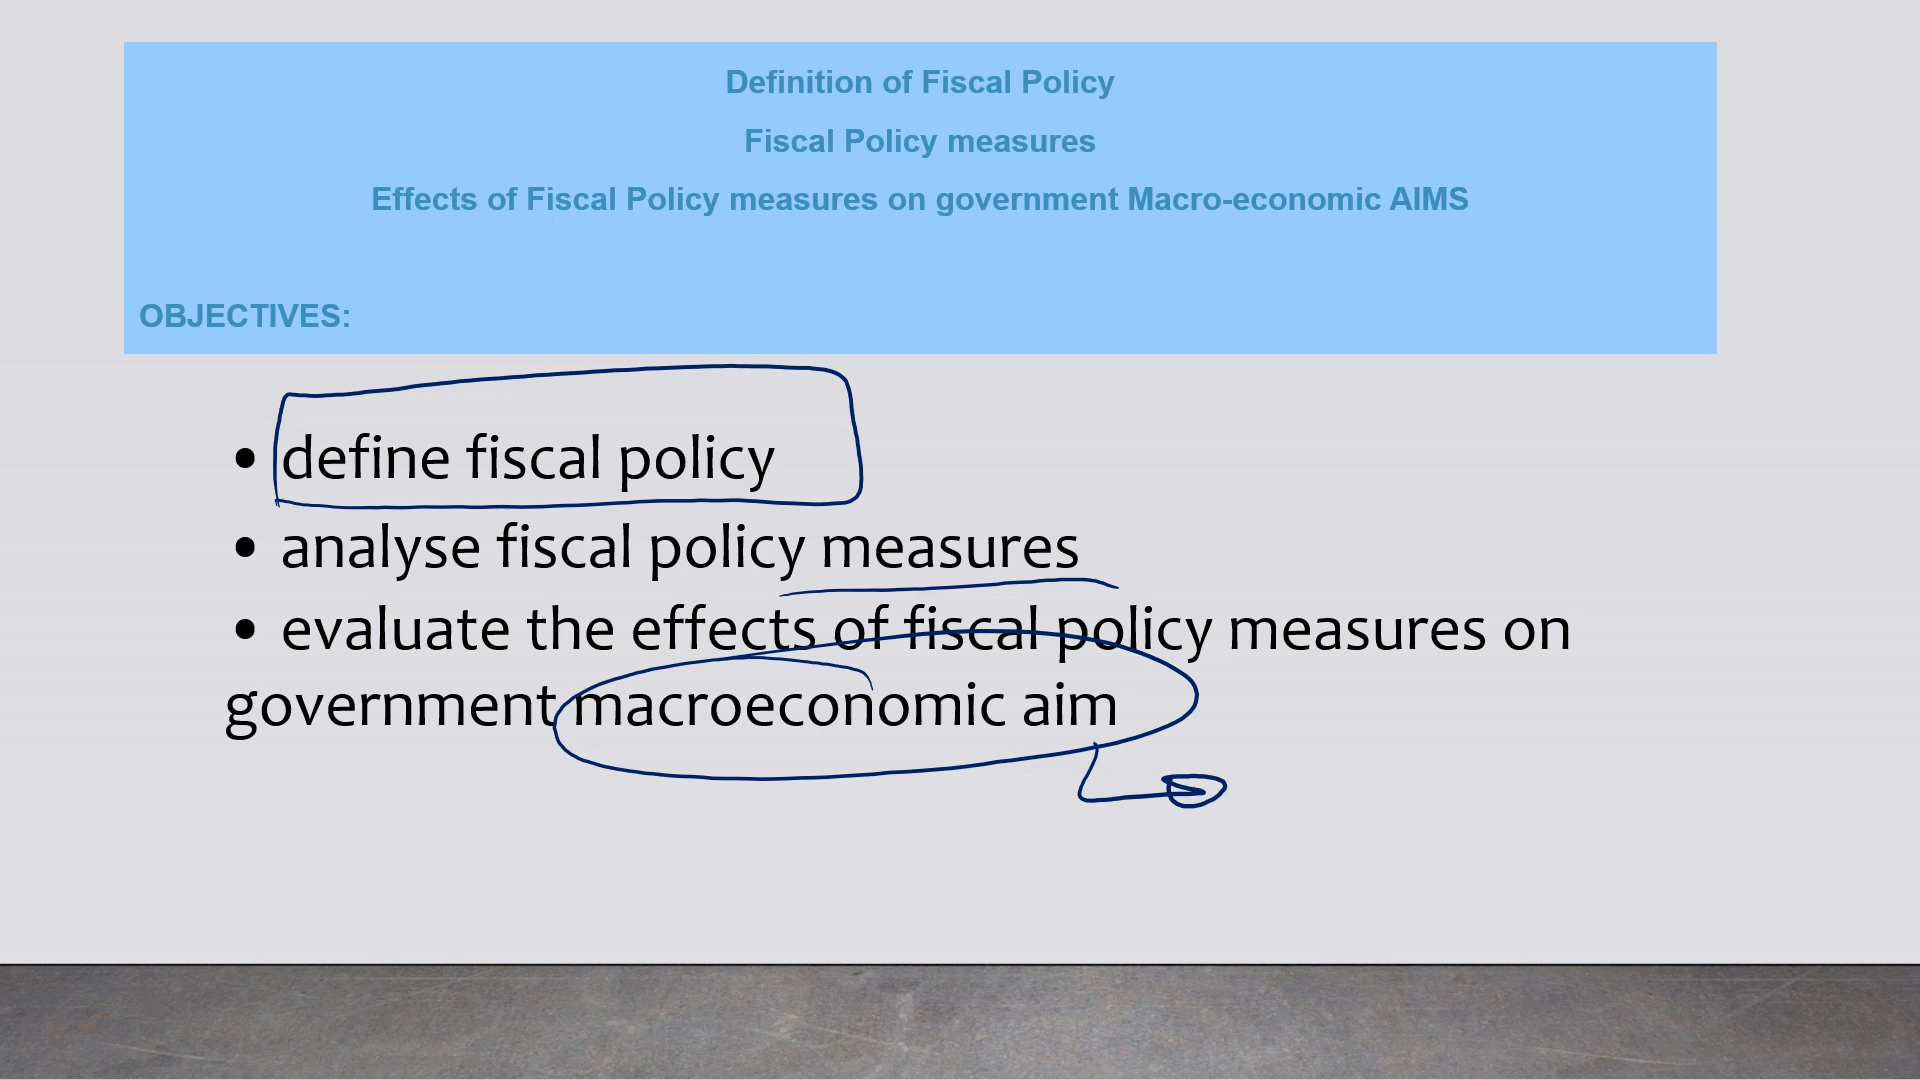 Definition of Fiscal Policy
Fiscal Policy measures
Effects of Fiscal Policy measures on government Macro-economic AIMS
OBJECTIVES:
• define fiscal policy
• analyse fiscal policy measures
• evaluate the effects of fiscal policy measures on
government macroeconomic aim